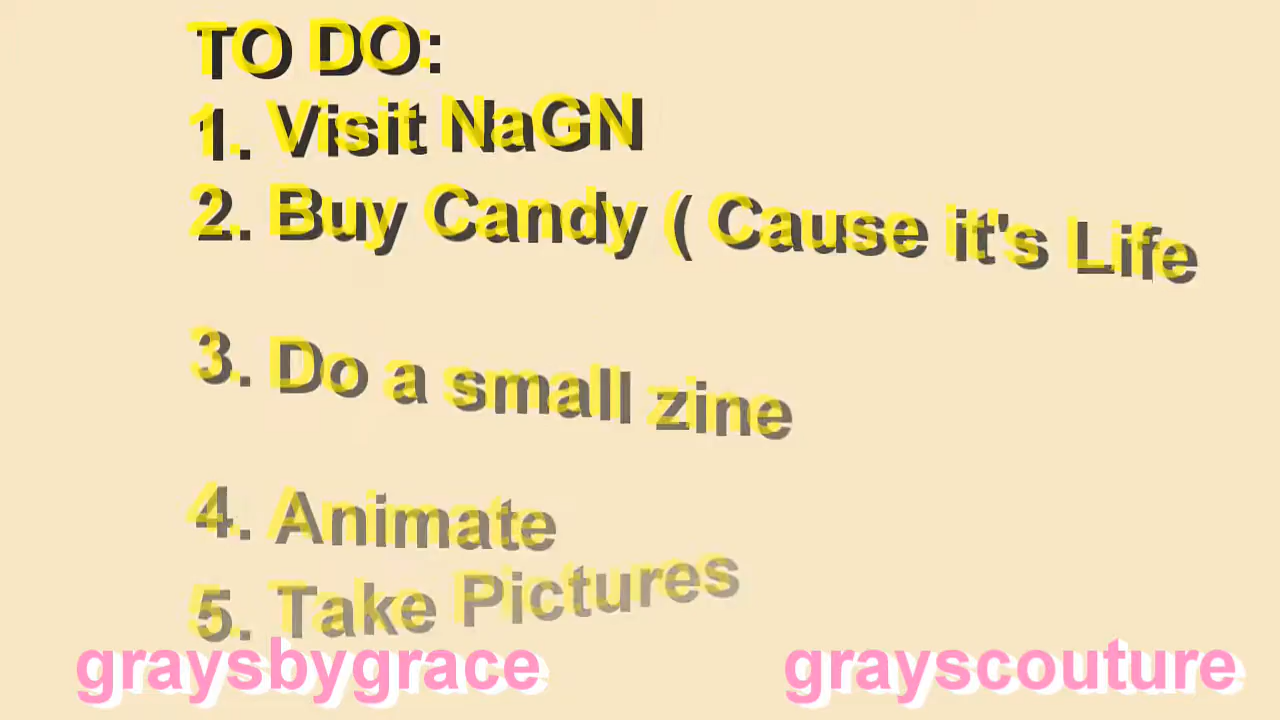 TO DO:
1. Visit NaGN
2. Buy Candy ( Cause it's Life
3. Do a small zine
4. Animate
5. Take Pictures
graysbygrace
grayscouture